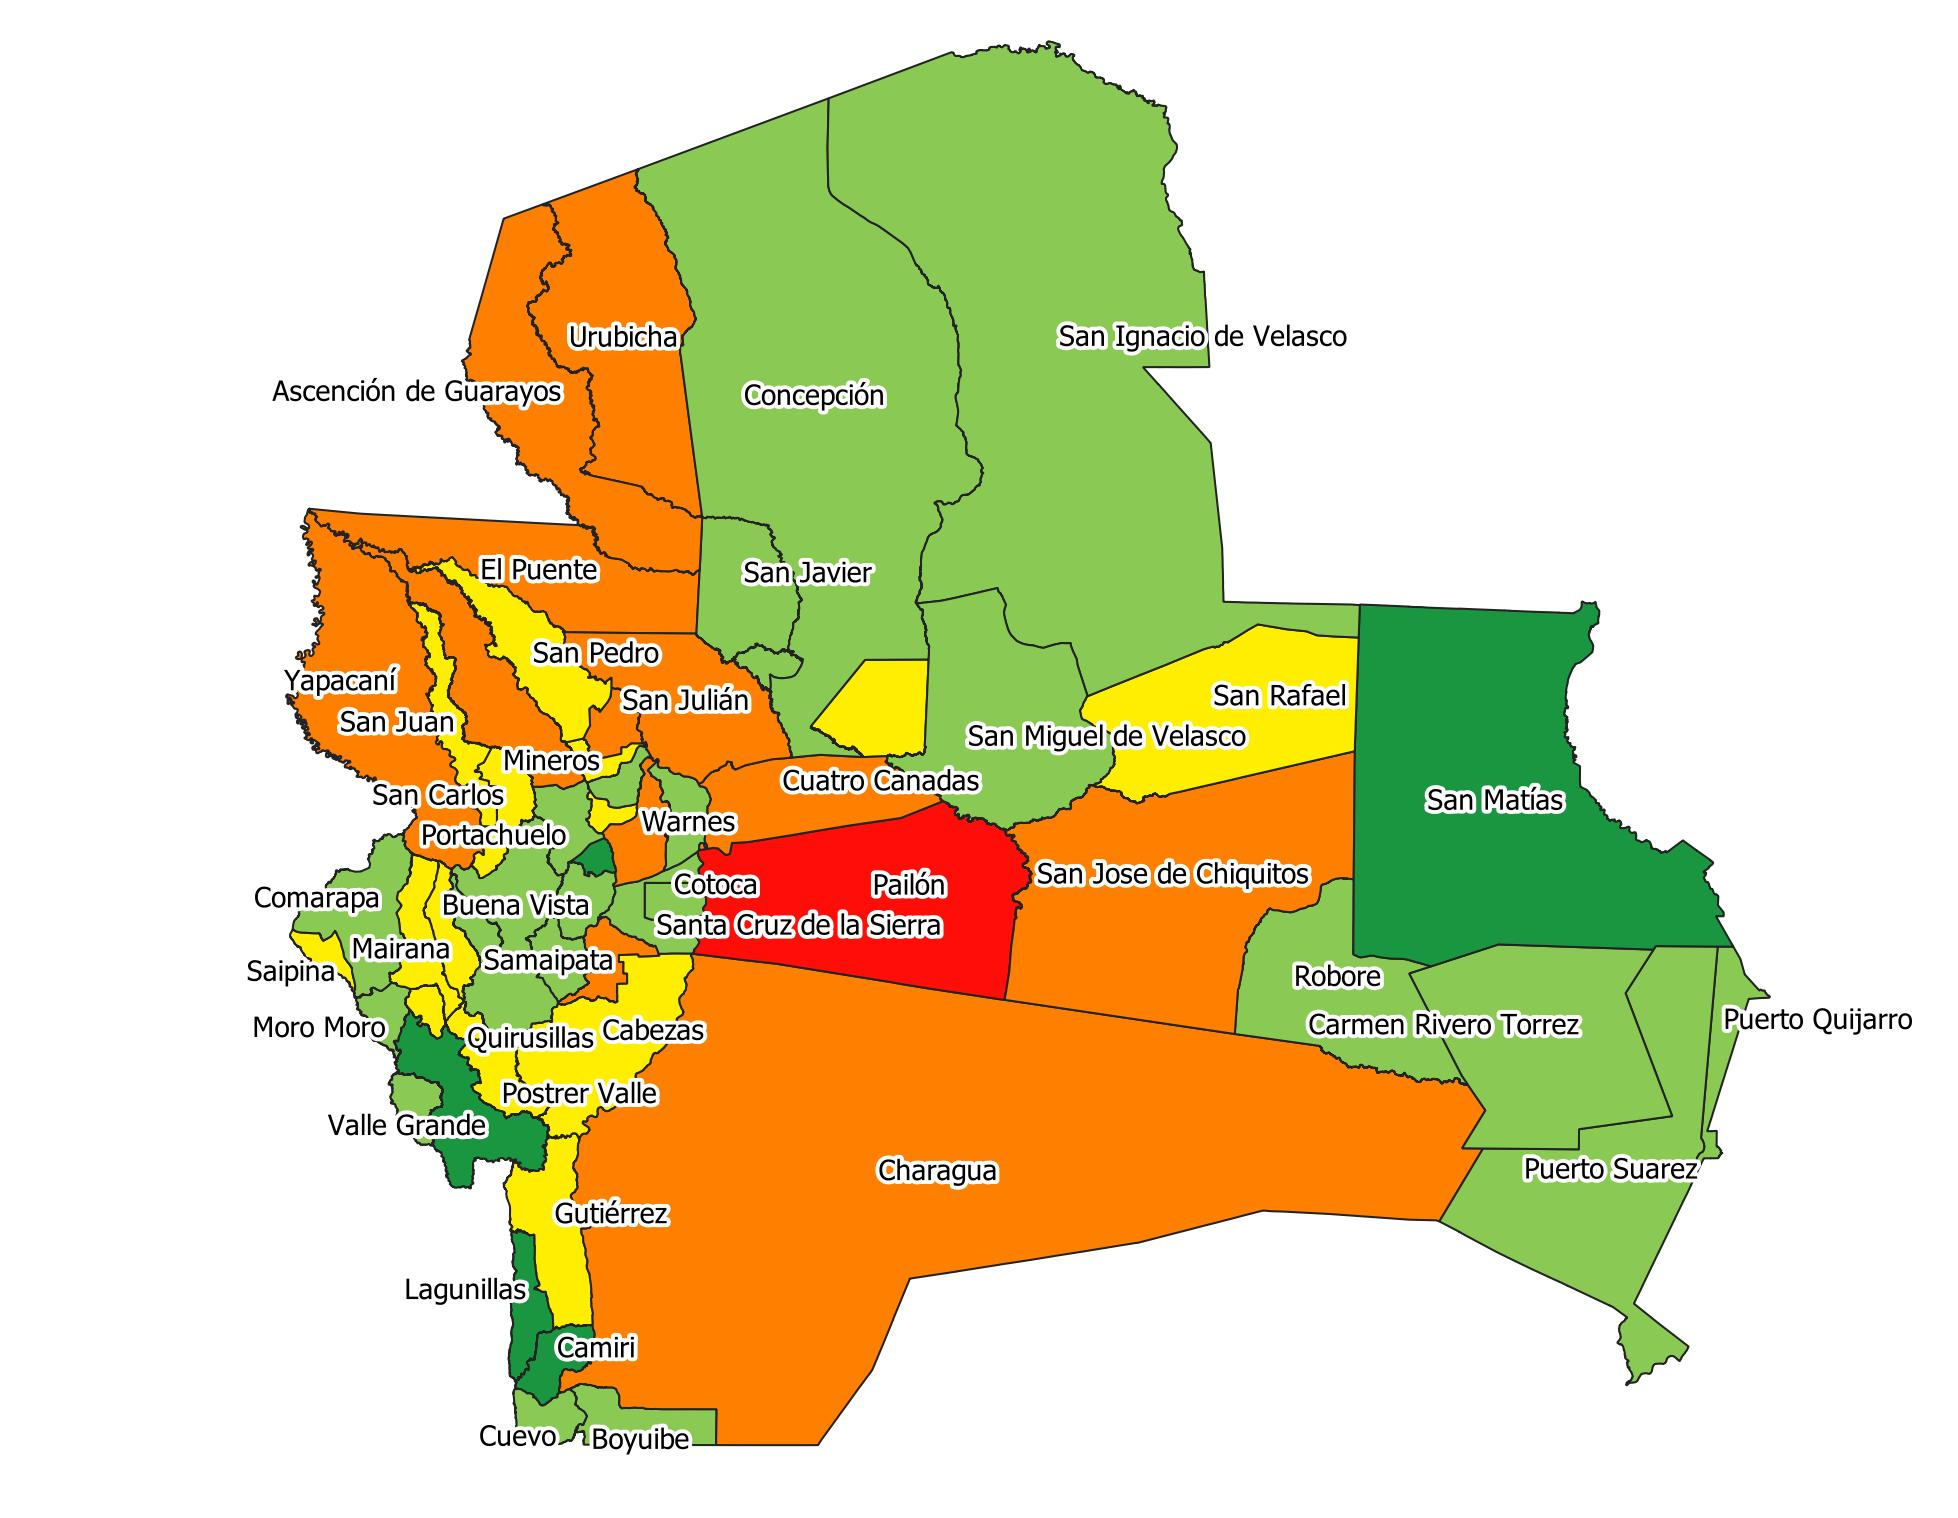 Urubicha
San Ignacio de Velasco
Ascención de Guarayos
Concepción
El Puente
San Javier
San Pedro
Yapacaní
San Julián
San Rafael
San Juan
San Miguel de Velasco
Mineros
Cuatro Canadas
San Carlos
San Matías
Warnes
Portachuelo
San Jose de Chiquitos
Cotoca
Pailón
Comarapa
Buena Vista
Santa Cruz de la Sierra
Mairana
Samaipata
Saipina
Robore
Moro Moro
Quirusillas
Cabezas
Carmen Rivero Torrez
Puerto Quijarro
Postrer Valle
Valle Grande
Charagua
Puerto Suarez
Gutiérrez
Lagunillas
Camiri
Cuevo
Boyuibe